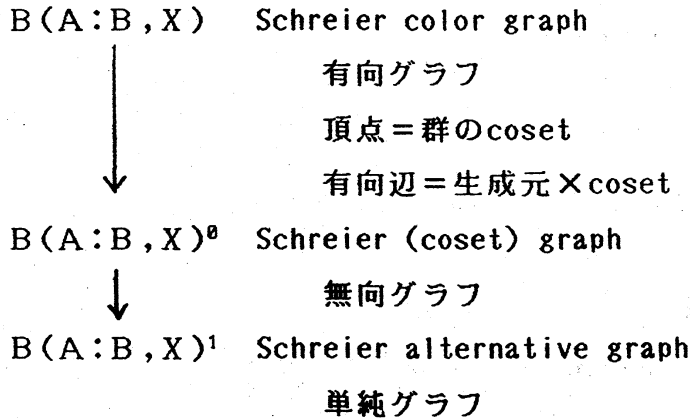 B(A:B,X) Schreier color graph
有向グラフ
頂点=群のcoset
有向辺=生成元×coset
B(A:B,X)⁰ Schreier (coset) graph
無向グラフ
B(A:B,X)¹ Schreier alternative graph
単純グラフ